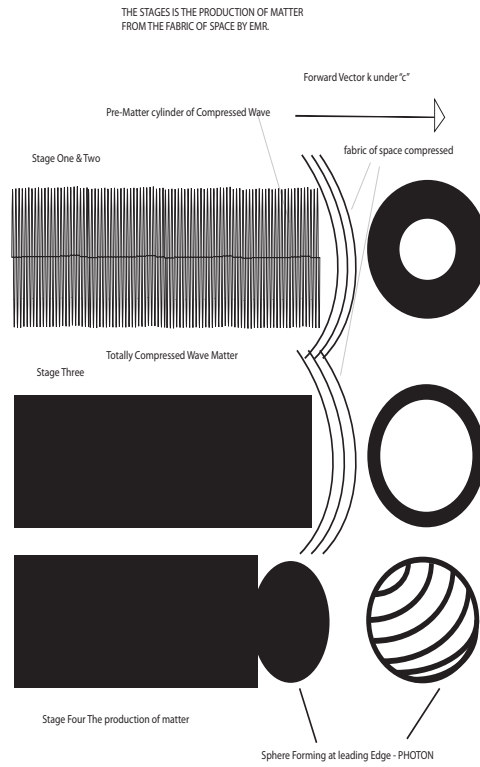 THE STAGES IS THE PRODUCTION OF MATTER
FROM THE FABRIC OF SPACE BY EMR.
Forward Vector k under "c"
Pre-Matter cylinder of Compressed Wave
fabric of space compressed
Stage One & Two
Totally Compressed Wave Matter
Stage Three
Stage Four The production of matter
Sphere Forming at leading Edge - PHOTON